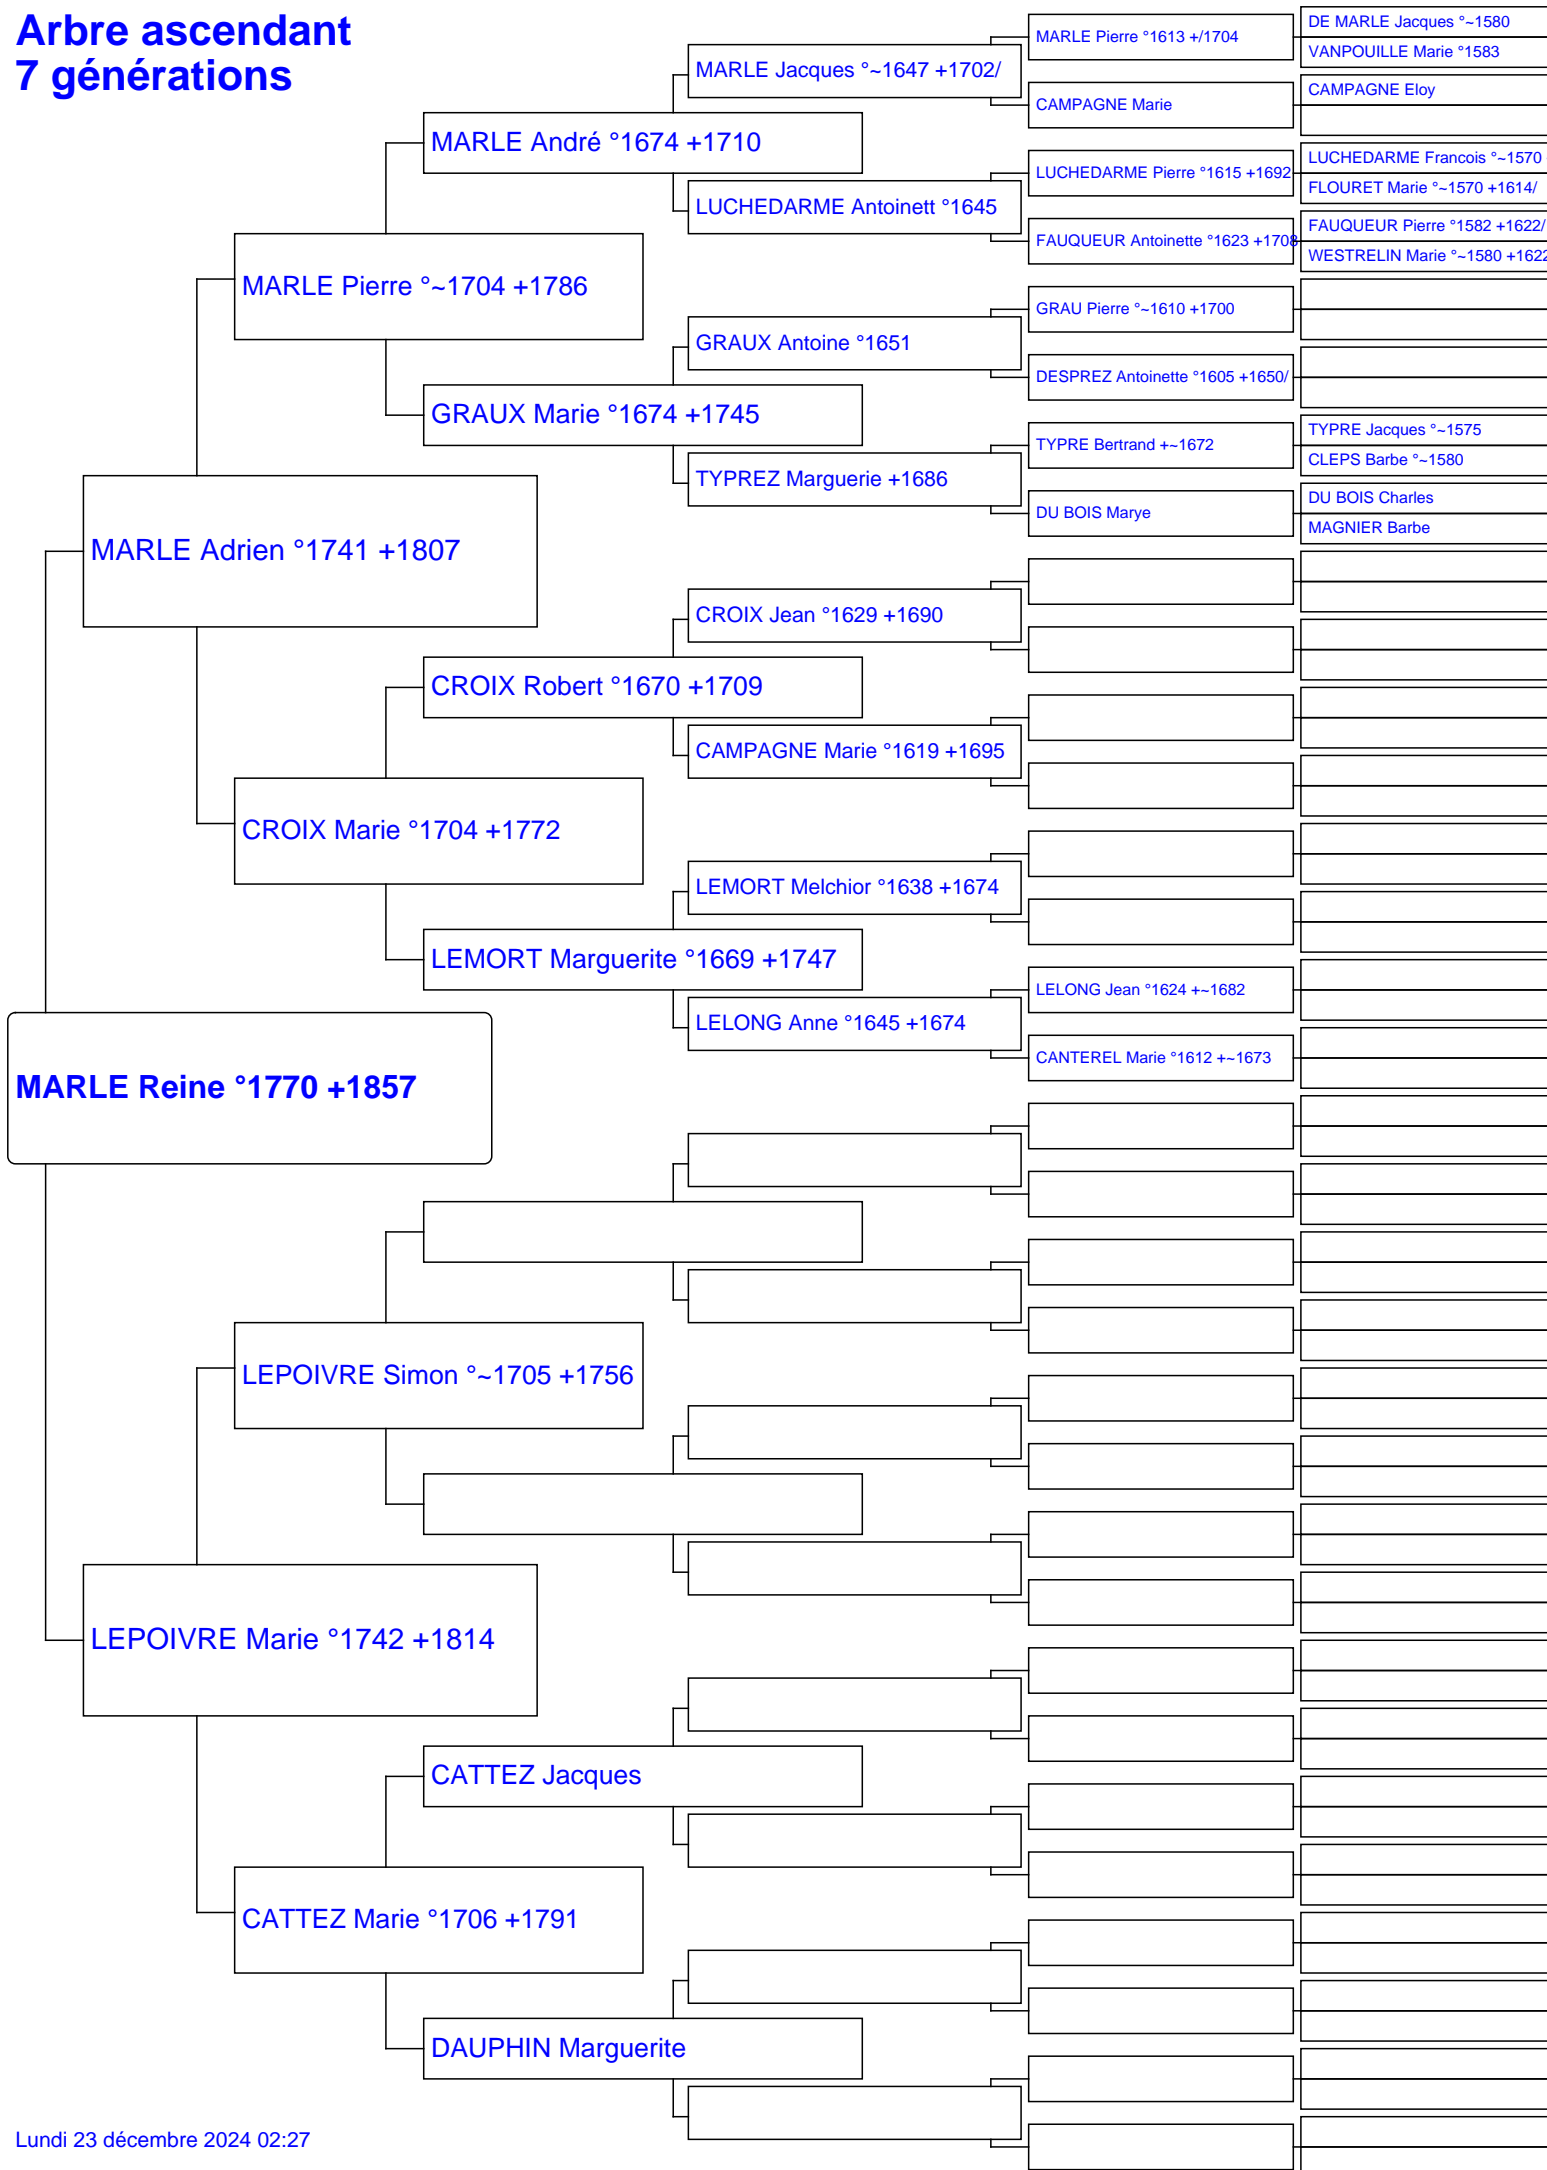 Arbre ascendant
7 générations
MARLE Reine °1770 +1857
MARLE Adrien °1741 +1807
LEPOIVRE Marie °1742 +1814
MARLE Pierre °~1704 +1786
CROIX Marie °1704 +1772
LEPOIVRE Simon °~1705 +1756
CATTEZ Marie °1706 +1791
MARLE André °1674 +1710
GRAUX Marie °1674 +1745
CROIX Robert °1670 +1709
LEMORT Marguerite °1669 +1747
CATTEZ Jacques
DAUPHIN Marguerite
MARLE Jacques °~1647 +1702/
LUCHEDARME Antoinett °1645
GRAUX Antoine °1651
TYPREZ Marguerie +1686
CROIX Jean °1629 +1690
CAMPAGNE Marie °1619 +1695
LEMORT Melchior °1638 +1674
LELONG Anne °1645 +1674
MARLE Pierre °1613 +/1704
CAMPAGNE Marie
LUCHEDARME Pierre °1615 +1692
FAUQUEUR Antoinette °1623 +1708
GRAU Pierre °~1610 +1700
DESPREZ Antoinette °1605 +1650/
TYPRE Bertrand +~1672
DU BOIS Marye
LELONG Jean °1624 +~1682
CANTEREL Marie °1612 +~1673
DE MARLE Jacques °~1580
VANPOUILLE Marie °1583
CAMPAGNE Eloy
LUCHEDARME Francois °~1570
FLOURET Marie °~1570 +1614/
FAUQUEUR Pierre °1582 +1622/
WESTRELIN Marie °~1580 +1622
TYPRE Jacques °~1575
CLEPS Barbe °~1580
DU BOIS Charles
MAGNIER Barbe
Lundi 23 décembre 2024 02:27